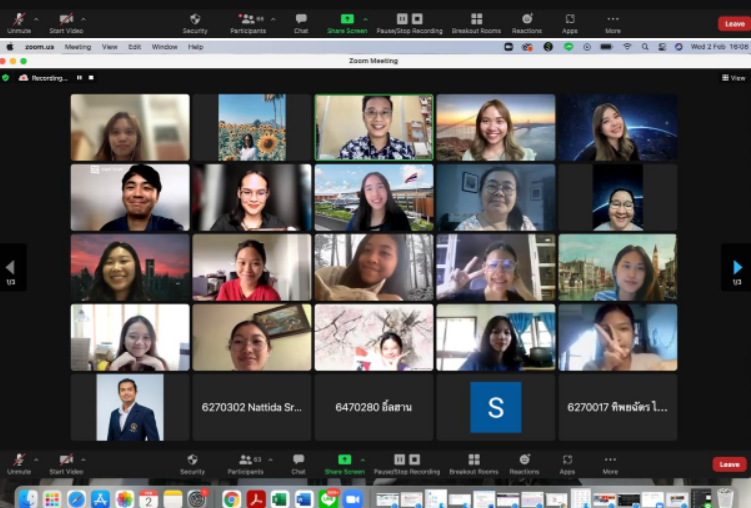 Unmute
Start Video
Security
Participants
66
Chat
Share Screen
Pause/Stop Recording
Breakout Rooms
Reactions
Apps
More
Leave
zoom.us Meeting View Edit Window Help
Wed 2 Feb 16:08
Zoom Meeting
Recording...
View
1/3
1/3
6270302 Nattida Sr...
6470280 อิ๋ลฮาน
S
6270017 ทิพยฉัตร ไ...
Unmute
Start Video
Security
Participants
63
Chat
Share Screen
Pause/Stop Recording
Breakout Rooms
Reactions
Apps
More
Leave
2